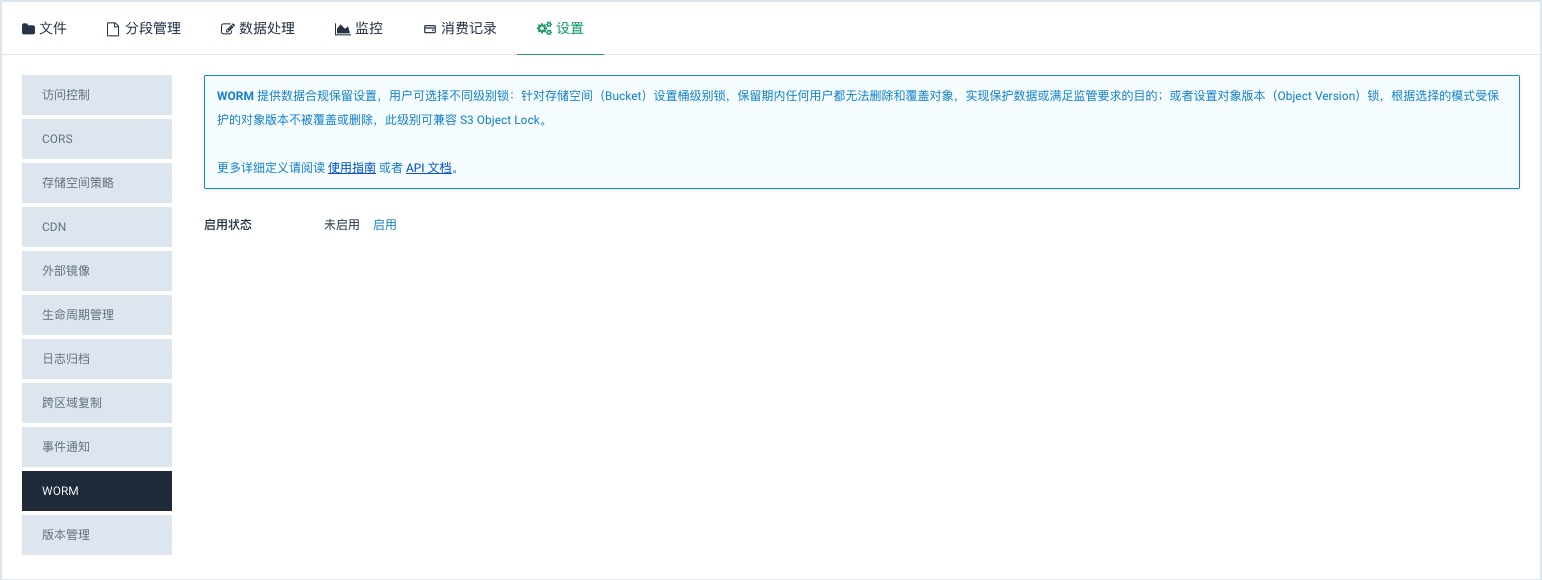 文件 分段管理 数据处理 监控 消费记录 设置
访问控制
CORS
存储空间策略
CDN
外部镜像
生命周期管理
日志归档
跨区域复制
事件通知
WORM
版本管理
WORM 提供数据合规保留设置，用户可选择不同级别锁：针对存储空间（Bucket）设置桶级别锁，保留期内任何用户都无法删除和覆盖对象，实现保护数据或满足监管要求的目的；或者设置对象版本（Object Version）锁，根据选择的模式受保
护的对象版本不被覆盖或删除，此级别可兼容 S3 Object Lock。
更多详细定义请阅读 使用指南 或者 API 文档。
启用状态 未启用 启用